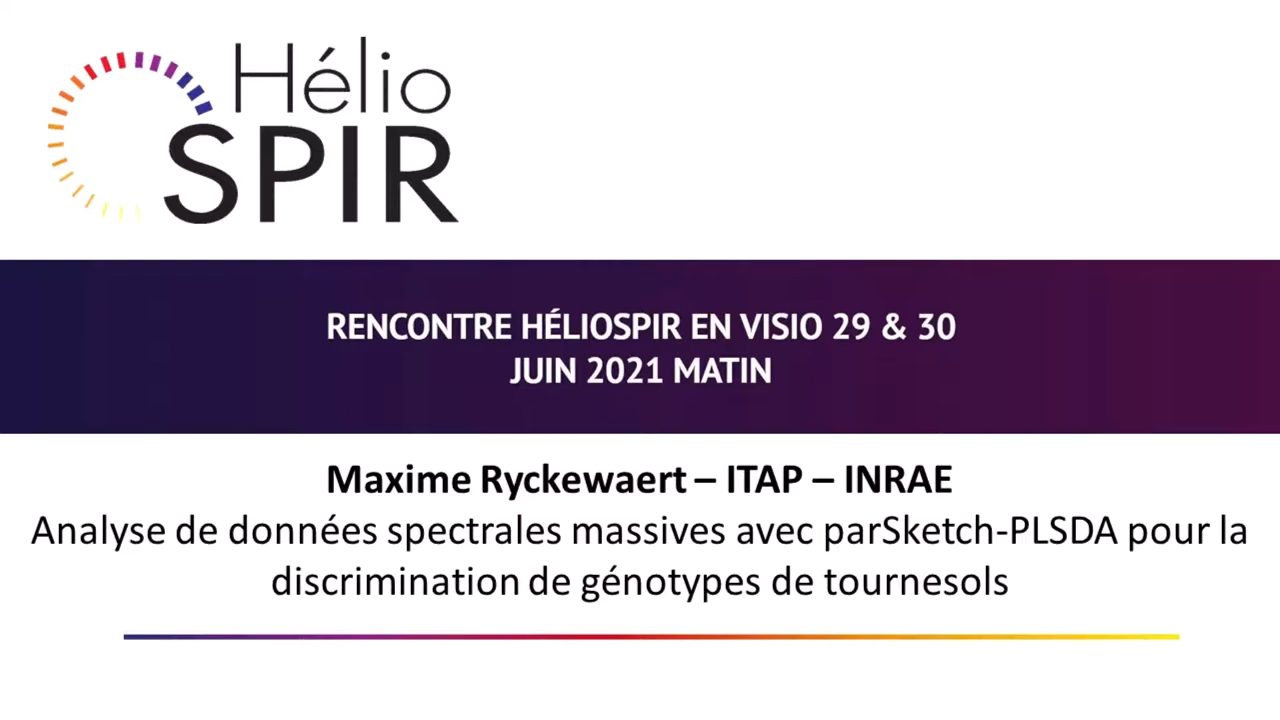 Hélio
SPIR
RENCONTRE HÉLIOSPIR EN VISIO 29 & 30
JUIN 2021 MATIN
Maxime Ryckewaert – ITAP – INRAE
Analyse de données spectrales massives avec parSketch-PLSDA pour la
discrimination de génotypes de tournesols